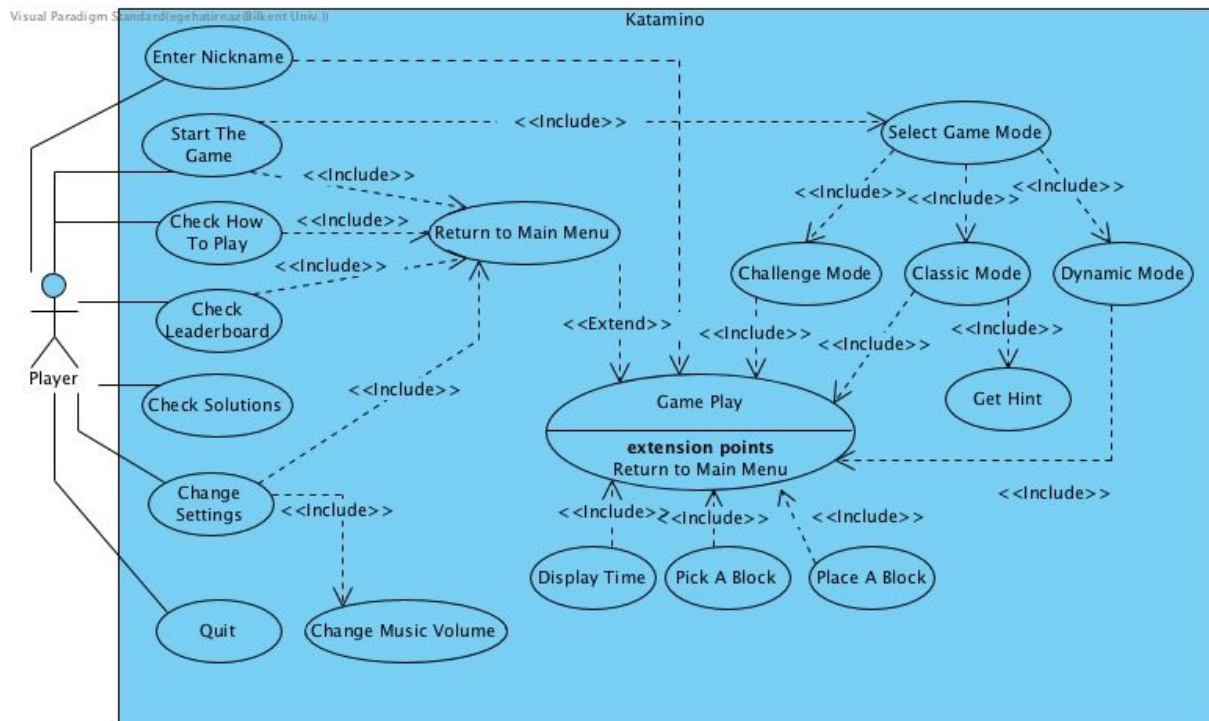 Visual Paradigm Standard(egehatirnaz(Bilkent Univ.))
Katamino
Enter Nickname
Start The
Game
<<Include>>
Select Game Mode
<<Include>>
<<Include>>
<<Include>>
<<Include>>
Check How
To Play
<<Include>>
Return to Main Menu
<<Include>>
Challenge Mode
Classic Mode
Dynamic Mode
Check
Leaderboard
<<Extend>>
<<Include>>
<<Include>>
<<Include>>
Player
Check Solutions
<<Include>>
Game Play
Get Hint
extension points
Return to Main Menu
Change
Settings
<<Include>>
<<Include>>
<<Include>>
<<Include>>
<<Include>>
Display Time
Pick A Block
Place A Block
Quit
Change Music Volume